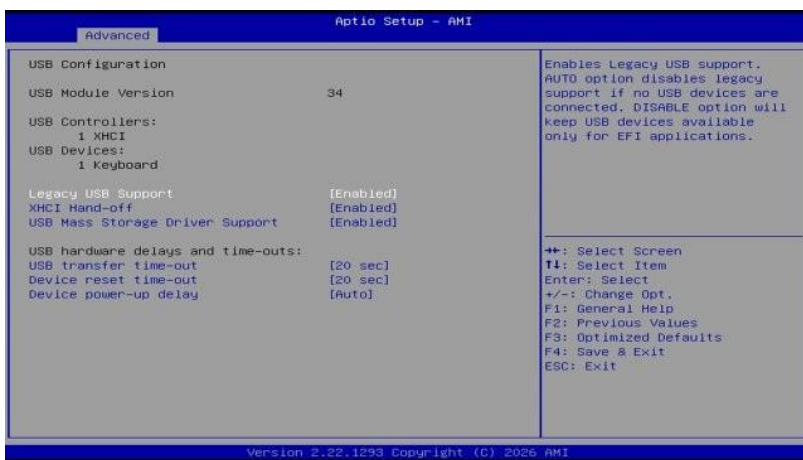 Aptio Setup - AMI
Advanced
USB Configuration
USB Module Version 34
USB Controllers:
1 XHCI
USB Devices:
1 Keyboard
Legacy USB Support [Enabled]
XHCI Hand-off [Enabled]
USB Mass Storage Driver Support [Enabled]
USB hardware delays and time-outs:
USB transfer time-out [20 sec]
Device reset time-out [20 sec]
Device power-up delay [Auto]
Enables Legacy USB support.
AUTO option disables legacy
support if no USB devices are
connected. DISABLE option will
keep USB devices available
only for EFI applications.
→←: Select Screen
↑↓: Select Item
Enter: Select
+/-: Change Opt.
F1: General Help
F2: Previous Values
F3: Optimized Defaults
F4: Save & Exit
ESC: Exit
Version 2.22.1293 Copyright (C) 2026 AMI